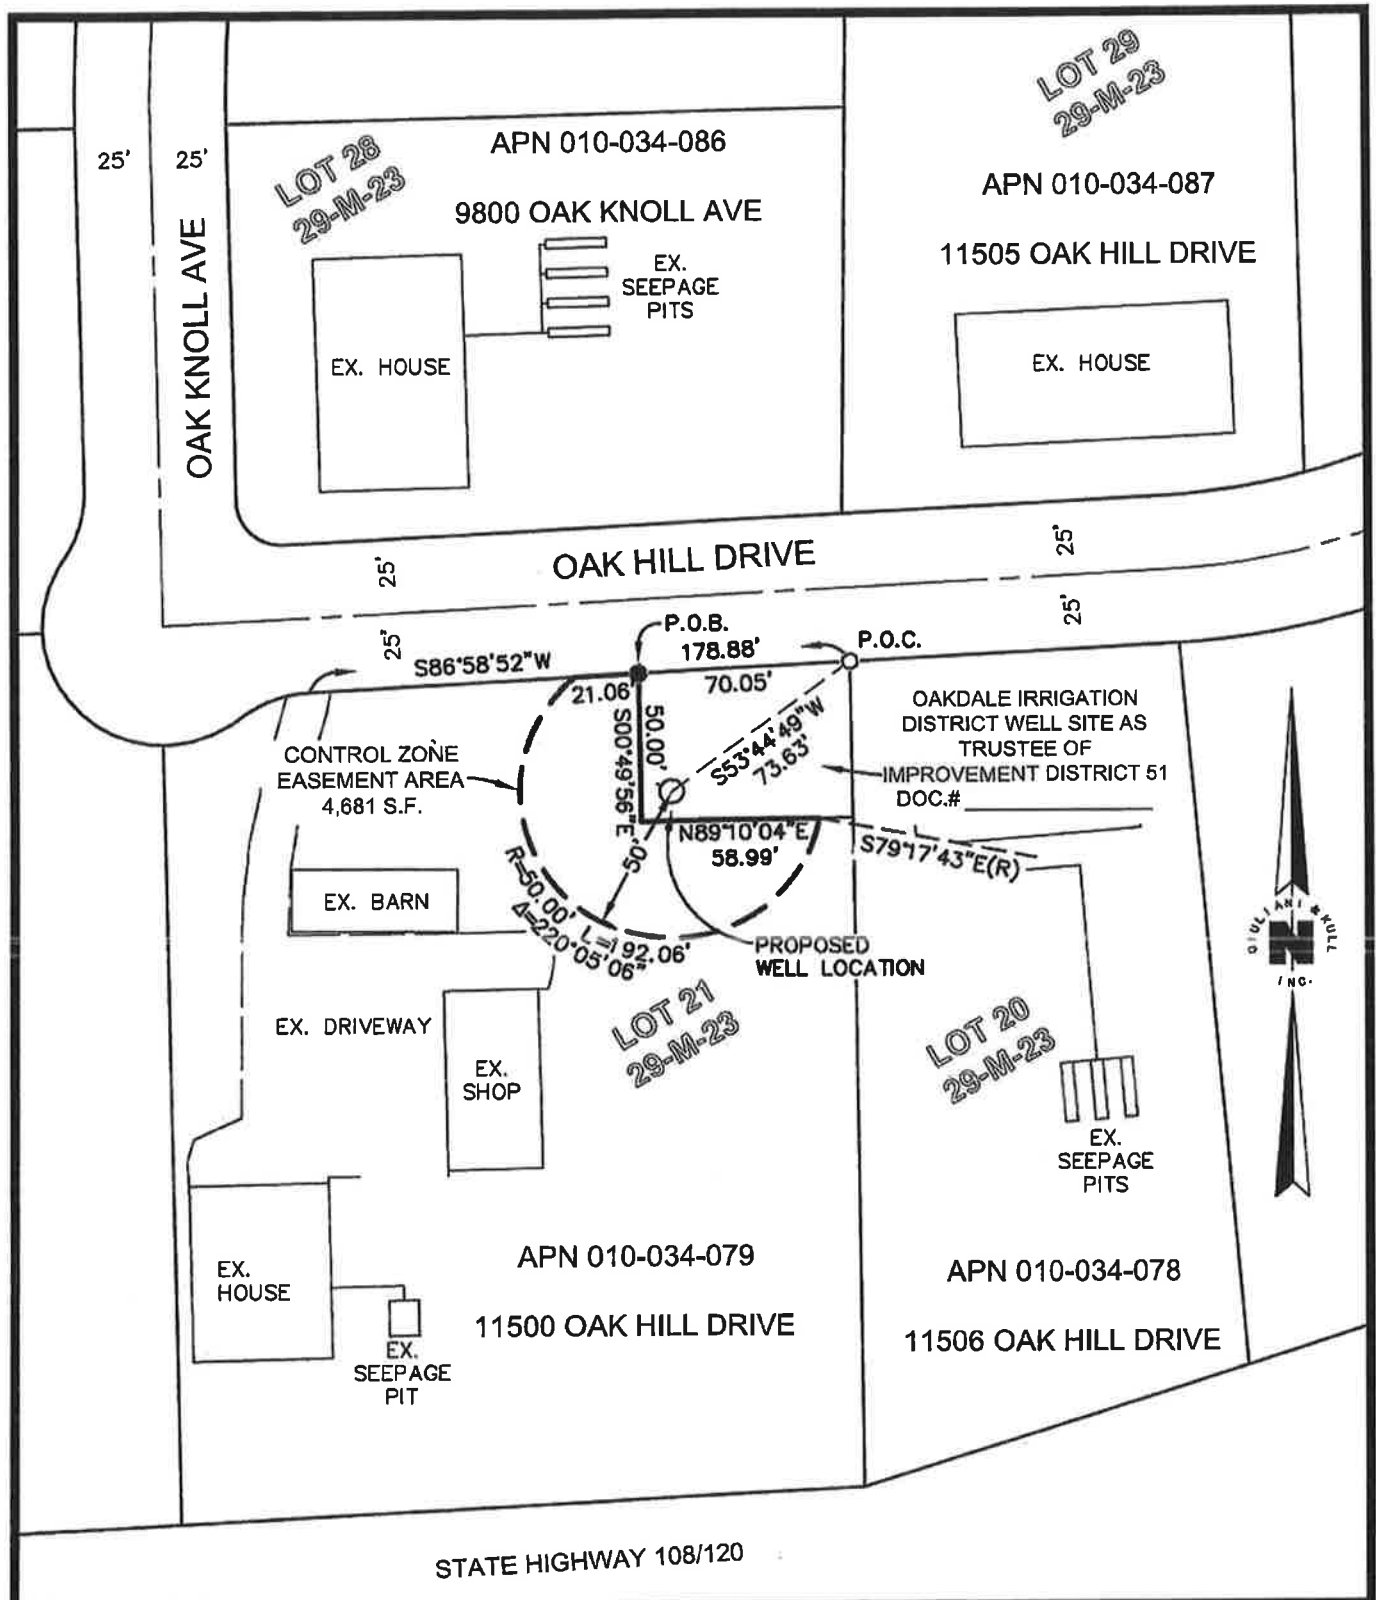 LOT 29
29-M-23
APN 010-034-086
25'
25'
LOT 28
29-M-23
APN 010-034-087
9800 OAK KNOLL AVE
11505 OAK HILL DRIVE
OAK KNOLL AVE
EX.
SEEPAGE
PITS
EX. HOUSE
EX. HOUSE
OAK HILL DRIVE
25'
25'
25'
25'
P.O.B.
178.88'
P.O.C.
S86°58'52"W
21.06'
70.05'
50.00'
S00°49'56"E
S53°44'49"W
73.63'
OAKDALE IRRIGATION
DISTRICT WELL SITE AS
TRUSTEE OF
IMPROVEMENT DISTRICT 51
DOC.#
CONTROL ZONE
EASEMENT AREA
4,681 S.F.
N89°10'04"E
58.99'
S79°17'43"E(R)
50'
R=50.00'
L=192.06'
Δ=220°05'06"
EX. BARN
PROPOSED
WELL LOCATION
GIULIANI & KULL
N
INC.
EX. DRIVEWAY
LOT 21
29-M-23
LOT 20
29-M-23
EX.
SHOP
EX.
SEEPAGE
PITS
EX.
HOUSE
APN 010-034-079
APN 010-034-078
11500 OAK HILL DRIVE
11506 OAK HILL DRIVE
EX.
SEEPAGE
PIT
STATE HIGHWAY 108/120